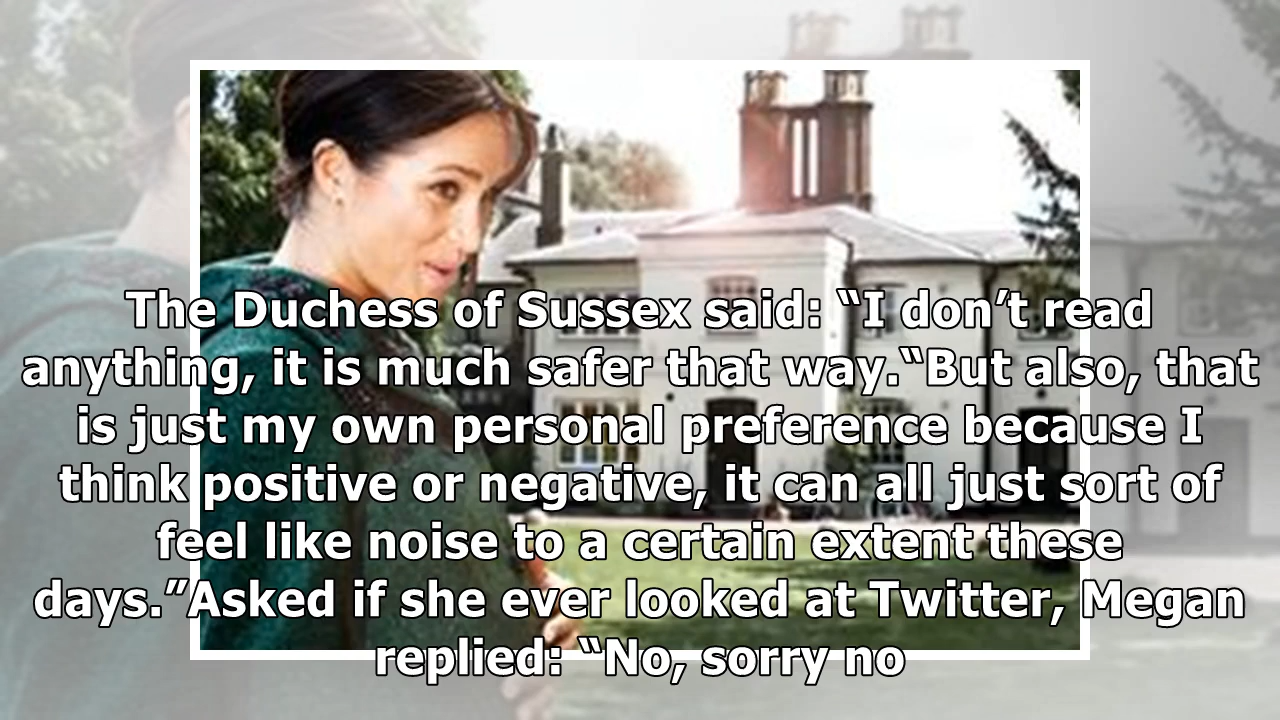 The Duchess of Sussex said: “I don’t read
anything, it is much safer that way.“But also, that
is just my own personal preference because I
think positive or negative, it can all just sort of
feel like noise to a certain extent these
days.”Asked if she ever looked at Twitter, Megan
replied: “No, sorry no